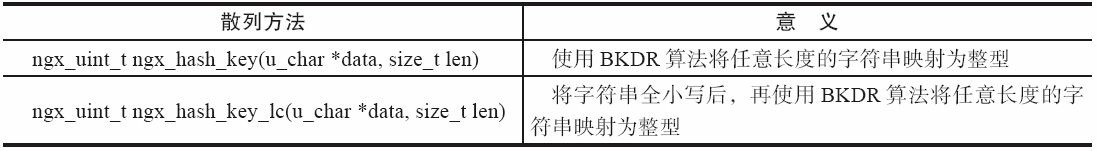 散列方法
意 义
ngx_uint_t ngx_hash_key(u_char *data, size_t len)
使用 BKDR 算法将任意长度的字符串映射为整型
ngx_uint_t ngx_hash_key_lc(u_char *data, size_t len)
将字符串全小写后，再使用 BKDR 算法将任意长度的字
符串映射为整型